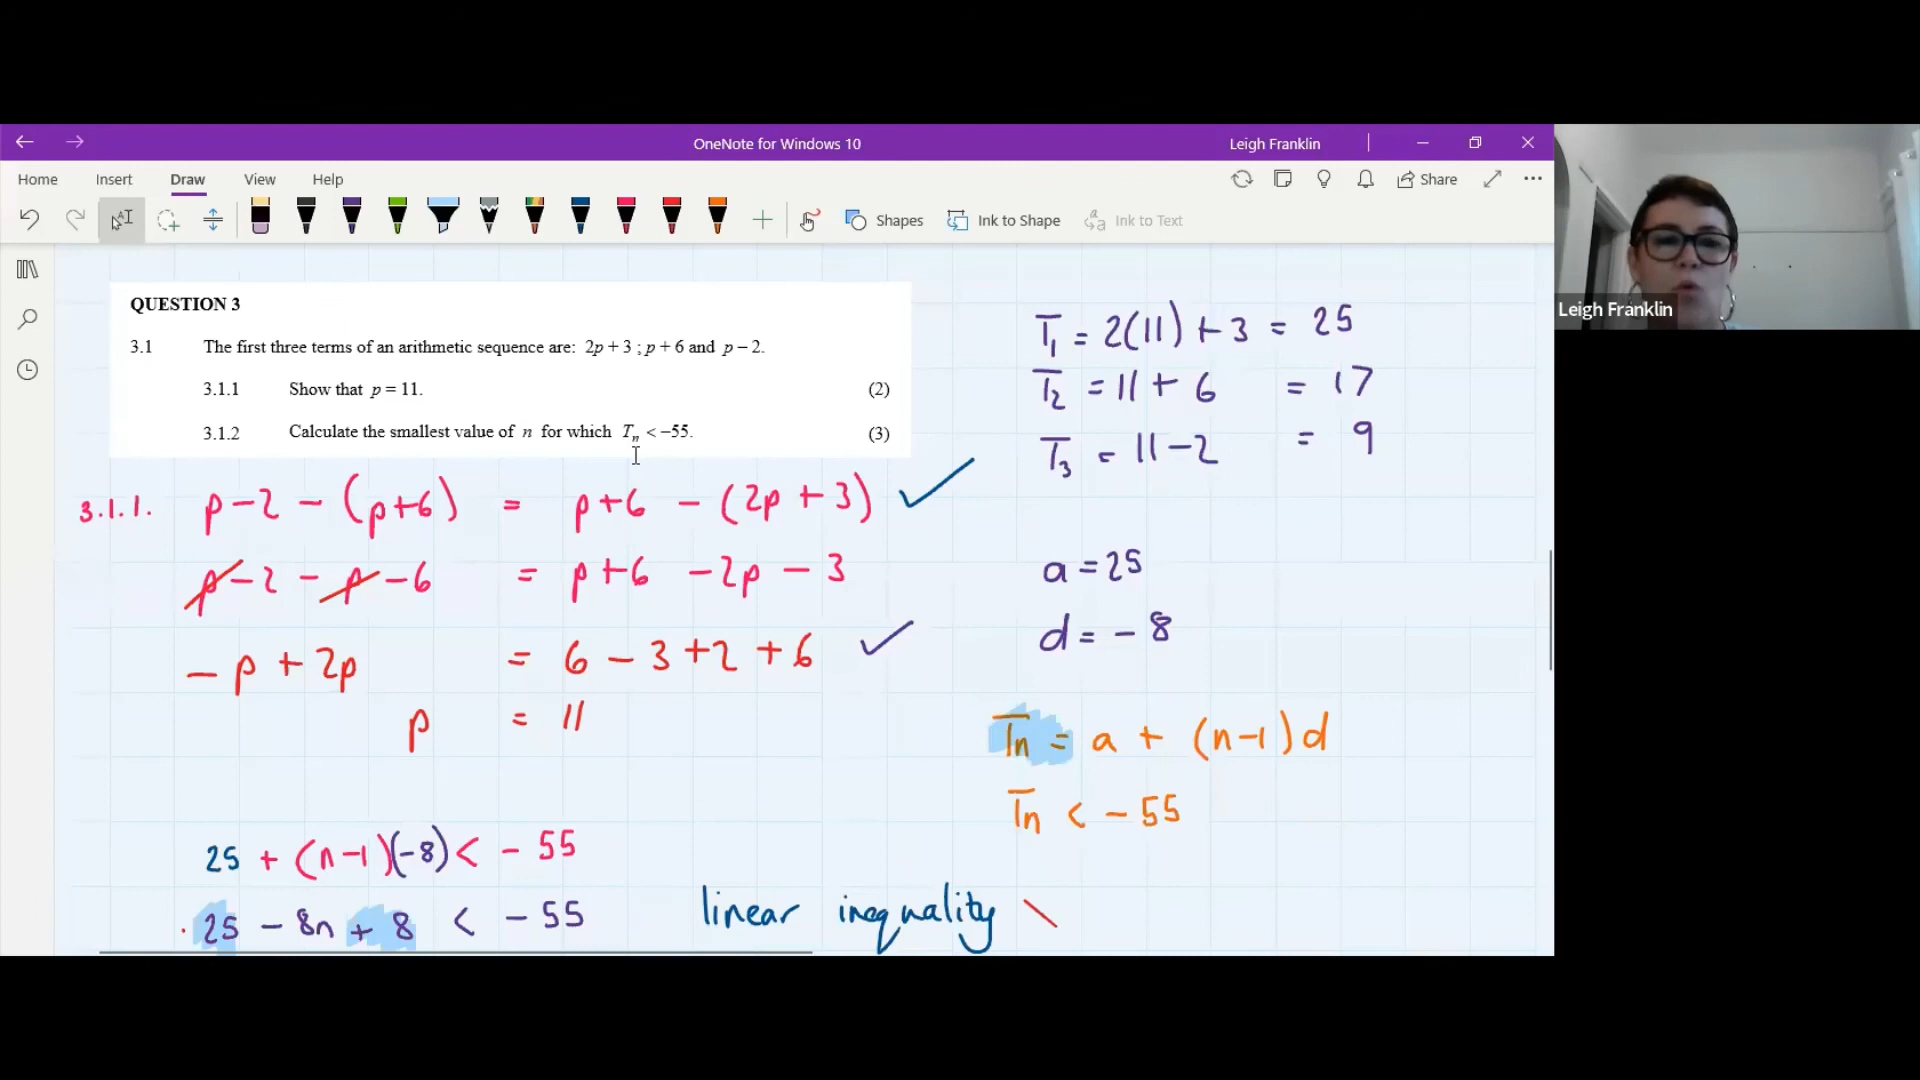 OneNote for Windows 10
Leigh Franklin
Home Insert Draw View Help
Share
Shapes Ink to Shape Ink to Text
Leigh Franklin
QUESTION 3
3.1 The first three terms of an arithmetic sequence are: 2p + 3 ; p + 6 and p − 2.
3.1.1 Show that p = 11. (2)
3.1.2 Calculate the smallest value of n for which Tn < −55. (3)
3.1.1. p − 2 − (p+6) = p+6 − (2p + 3)
p − 2 − p − 6 = p+6 − 2p − 3
− p + 2p = 6 − 3 + 2 + 6
p = 11
25 + (n−1)(−8) < − 55
25 − 8n + 8 < − 55
linear inequality
T1 = 2(11) + 3 = 25
T2 = 11 + 6 = 17
T3 = 11 − 2 = 9
a = 25
d = − 8
Tn = a + (n−1)d
Tn < − 55